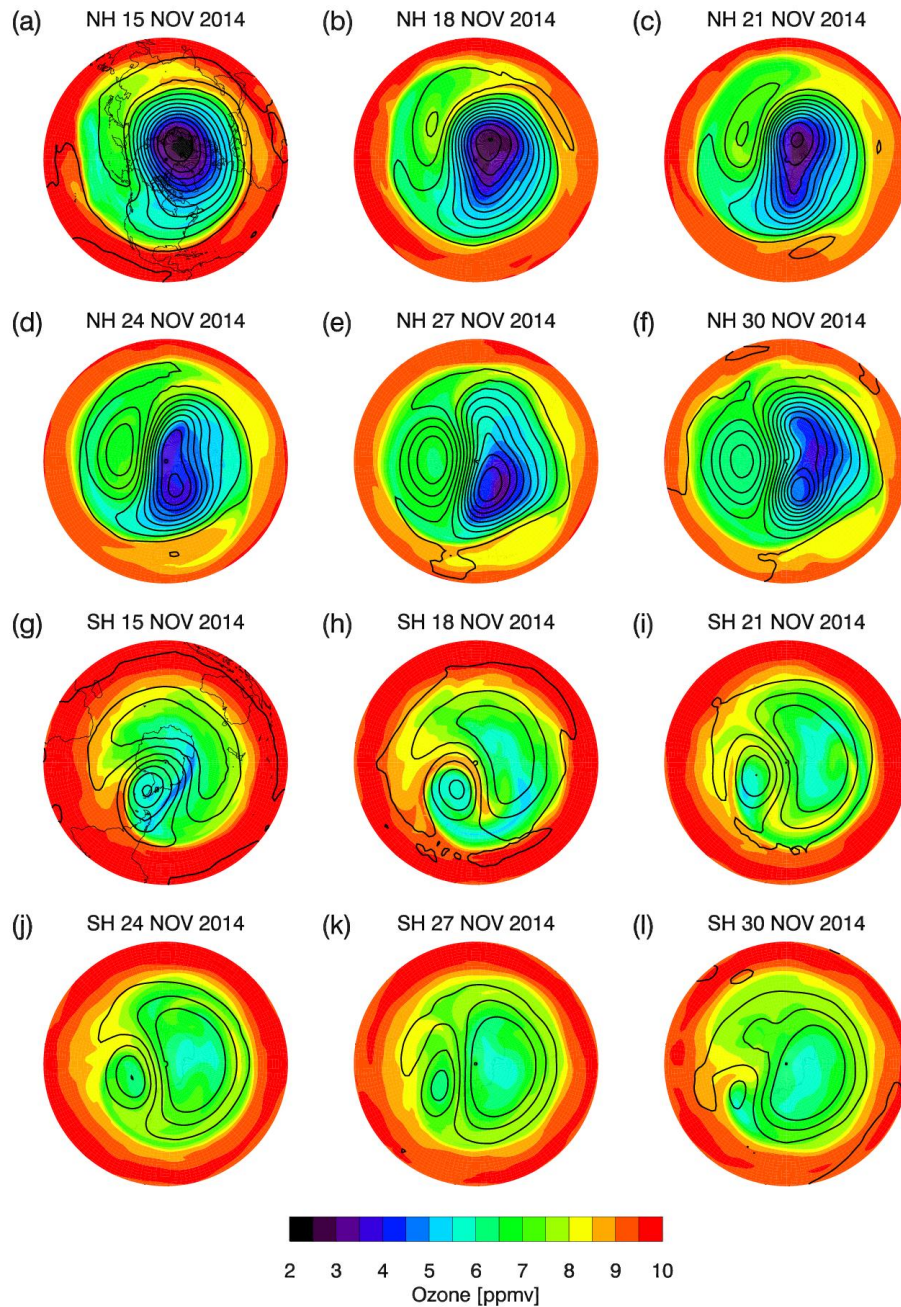 (a) NH 15 NOV 2014 (b) NH 18 NOV 2014 (c) NH 21 NOV 2014
(d) NH 24 NOV 2014 (e) NH 27 NOV 2014 (f) NH 30 NOV 2014
(g) SH 15 NOV 2014 (h) SH 18 NOV 2014 (i) SH 21 NOV 2014
(j) SH 24 NOV 2014 (k) SH 27 NOV 2014 (l) SH 30 NOV 2014
2 3 4 5 6 7 8 9 10
Ozone [ppmv]